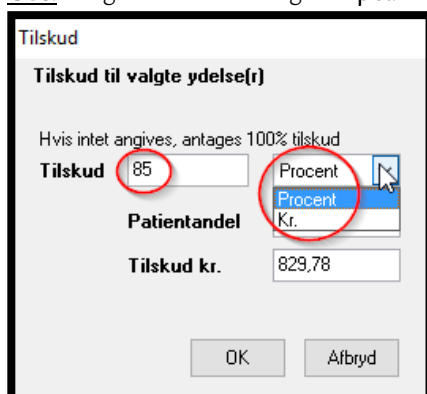 Tilskud
Tilskud til valgte ydelse(r)
Hvis intet angives, antages 100% tilskud
Tilskud 85 Procent
Procent
Patientandel Kr.
Tilskud kr. 829,78
OK Afbryd